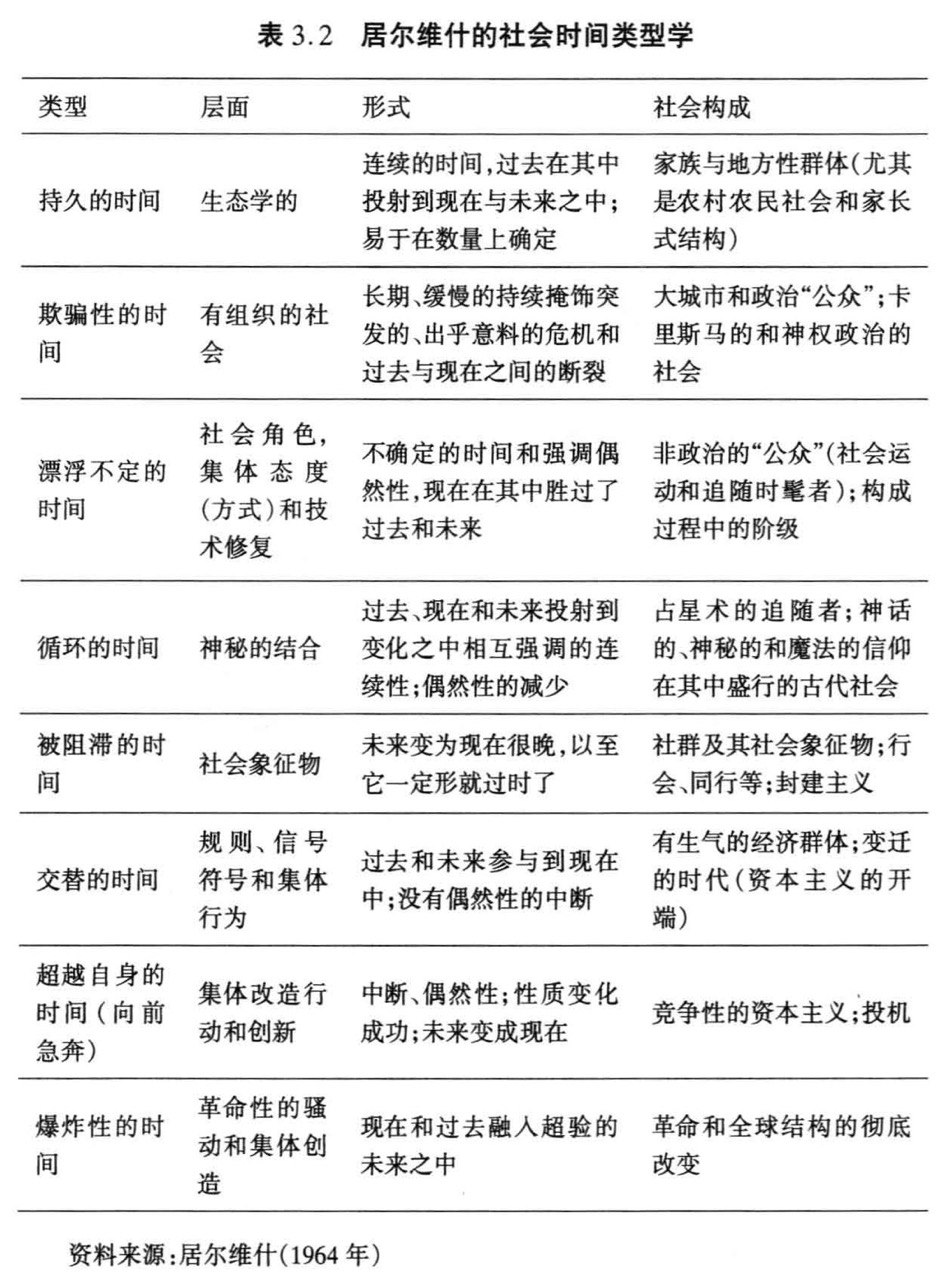 表3.2 居尔维什的社会时间类型学
类型 层面 形式 社会构成
持久的时间
生态学的
连续的时间,过去在其中
投射到现在与未来之中;
易于在数量上确定
家族与地方性群体(尤其
是农村农民社会和家长
式结构)
欺骗性的时
间
有组织的社
会
长期、缓慢的持续掩饰突
发的、出乎意料的危机和
过去与现在之间的断裂
大城市和政治“公众”;卡
里斯马的和神权政治的
社会
漂浮不定的
时间
社会角色,
集体态度
(方式)和技
术修复
不确定的时间和强调偶
然性,现在在其中胜过了
过去和未来
非政治的“公众”(社会运
动和追随时髦者);构成
过程中的阶级
循环的时间
神秘的结合
过去、现在和未来投射到
变化之中相互强调的连
续性;偶然性的减少
占星术的追随者;神话
的、神秘的和魔法的信仰
在其中盛行的古代社会
被阻滞的时
间
社会象征物
未来变为现在很晚,以至
它一定形就过时了
社群及其社会象征物;行
会、同行等;封建主义
交替的时间
规则、信号
符号和集体
行为
过去和未来参与到现在
中;没有偶然性的中断
有生气的经济群体;变迁
的时代(资本主义的开
端)
超越自身的
时间(向前
急奔)
集体改造行
动和创新
中断、偶然性;性质变化
成功;未来变成现在
竞争性的资本主义;投机
爆炸性的时
间
革命性的骚
动和集体创
造
现在和过去融入超验的
未来之中
革命和全球结构的彻底
改变
资料来源:居尔维什(1964年)